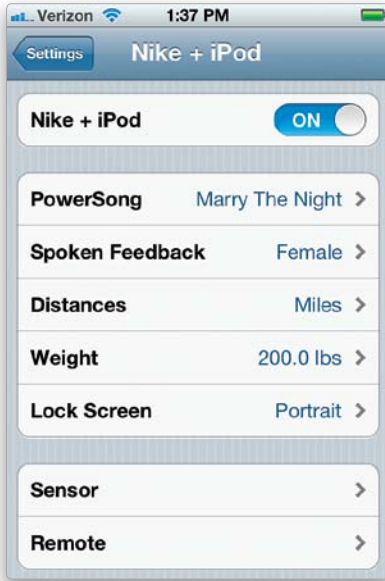 Verizon 1:37 PM
Settings Nike + iPod
Nike + iPod ON
PowerSong Marry The Night
Spoken Feedback Female
Distances Miles
Weight 200.0 lbs
Lock Screen Portrait
Sensor
Remote